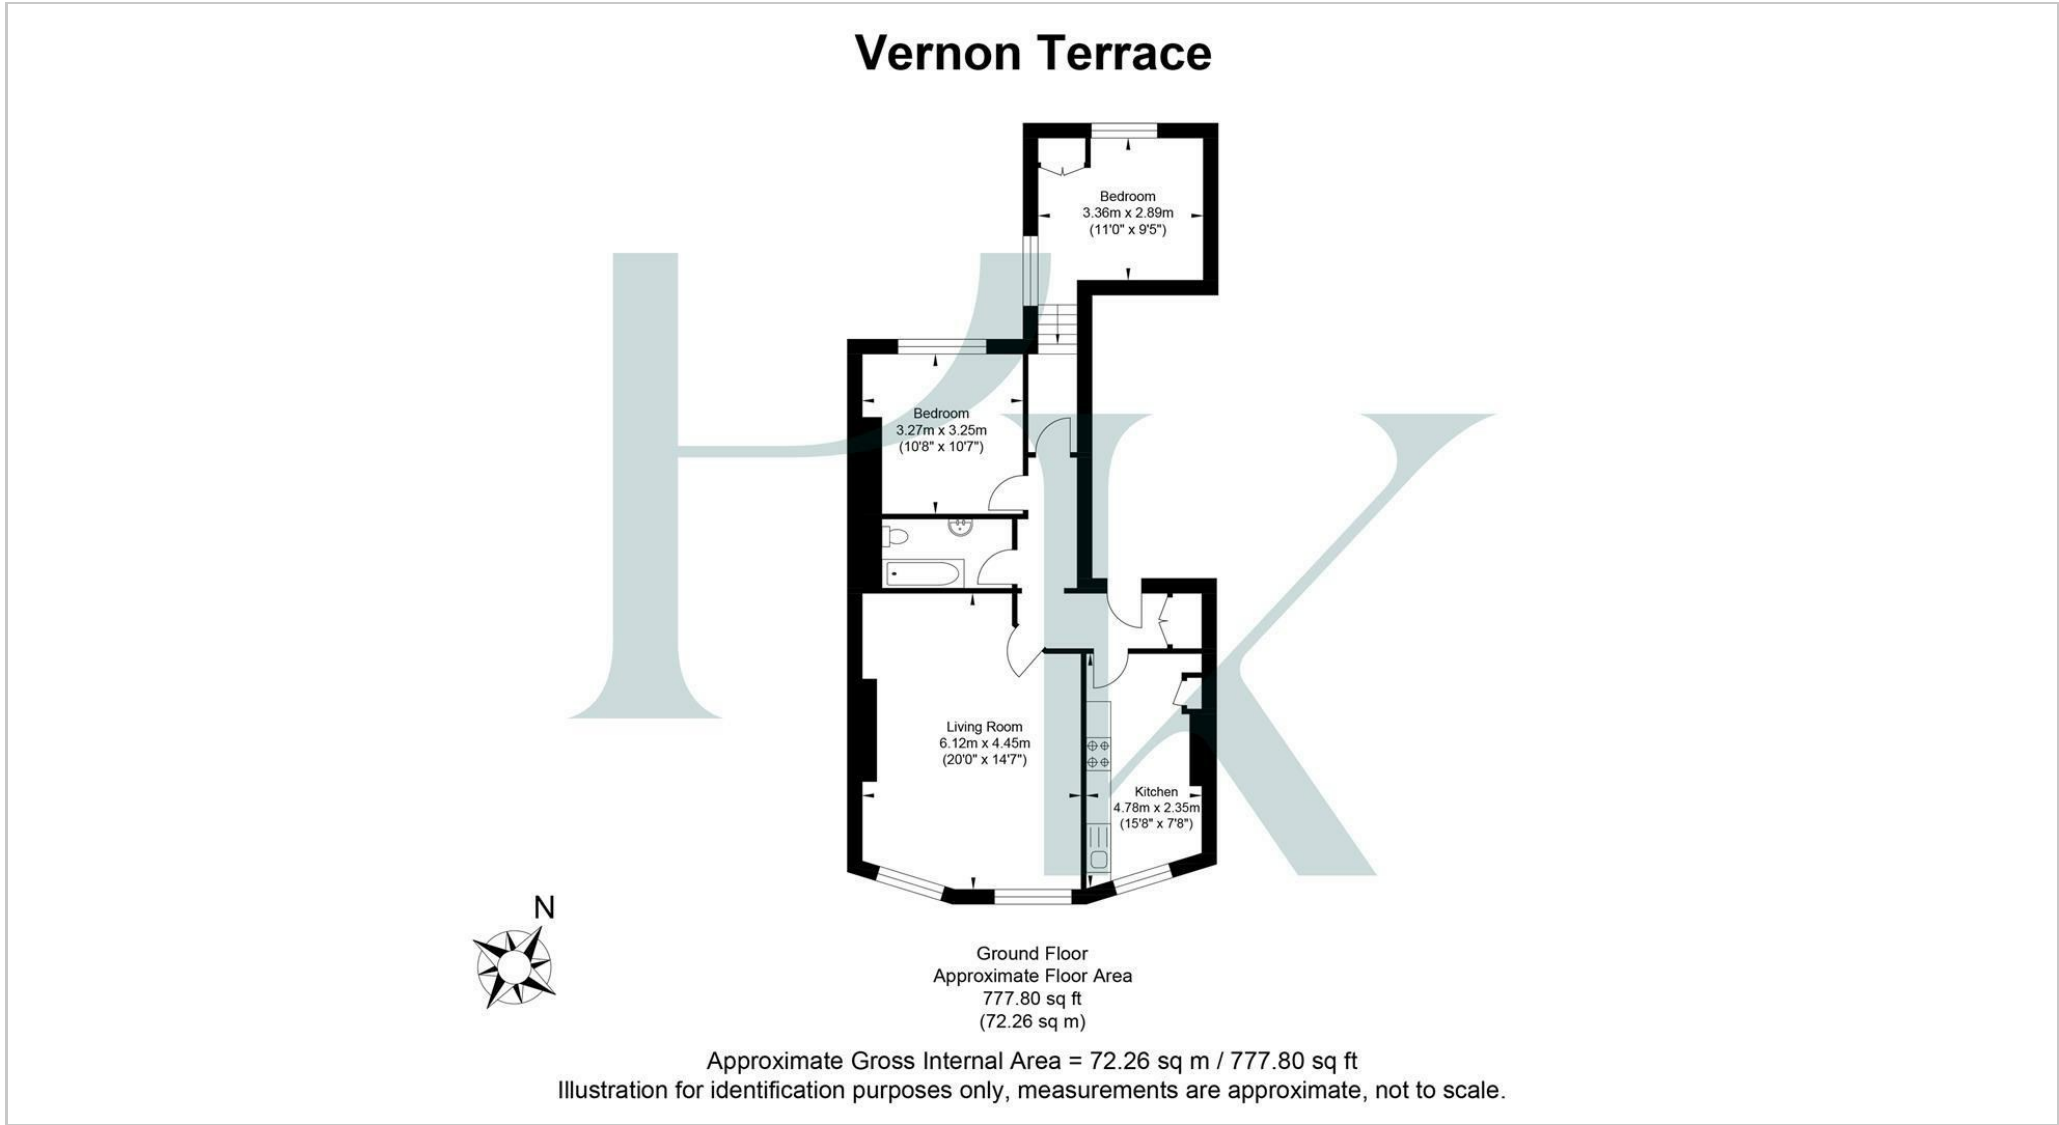 Vernon Terrace
Bedroom
3.36m x 2.89m
(11'0" x 9'5")
Bedroom
3.27m x 3.25m
(10'8" x 10'7")
Living Room
6.12m x 4.45m
(20'0" x 14'7")
Kitchen
4.78m x 2.35m
(15'8" x 7'8")
N
Ground Floor
Approximate Floor Area
777.80 sq ft
(72.26 sq m)
Approximate Gross Internal Area = 72.26 sq m / 777.80 sq ft
Illustration for identification purposes only, measurements are approximate, not to scale.
HK